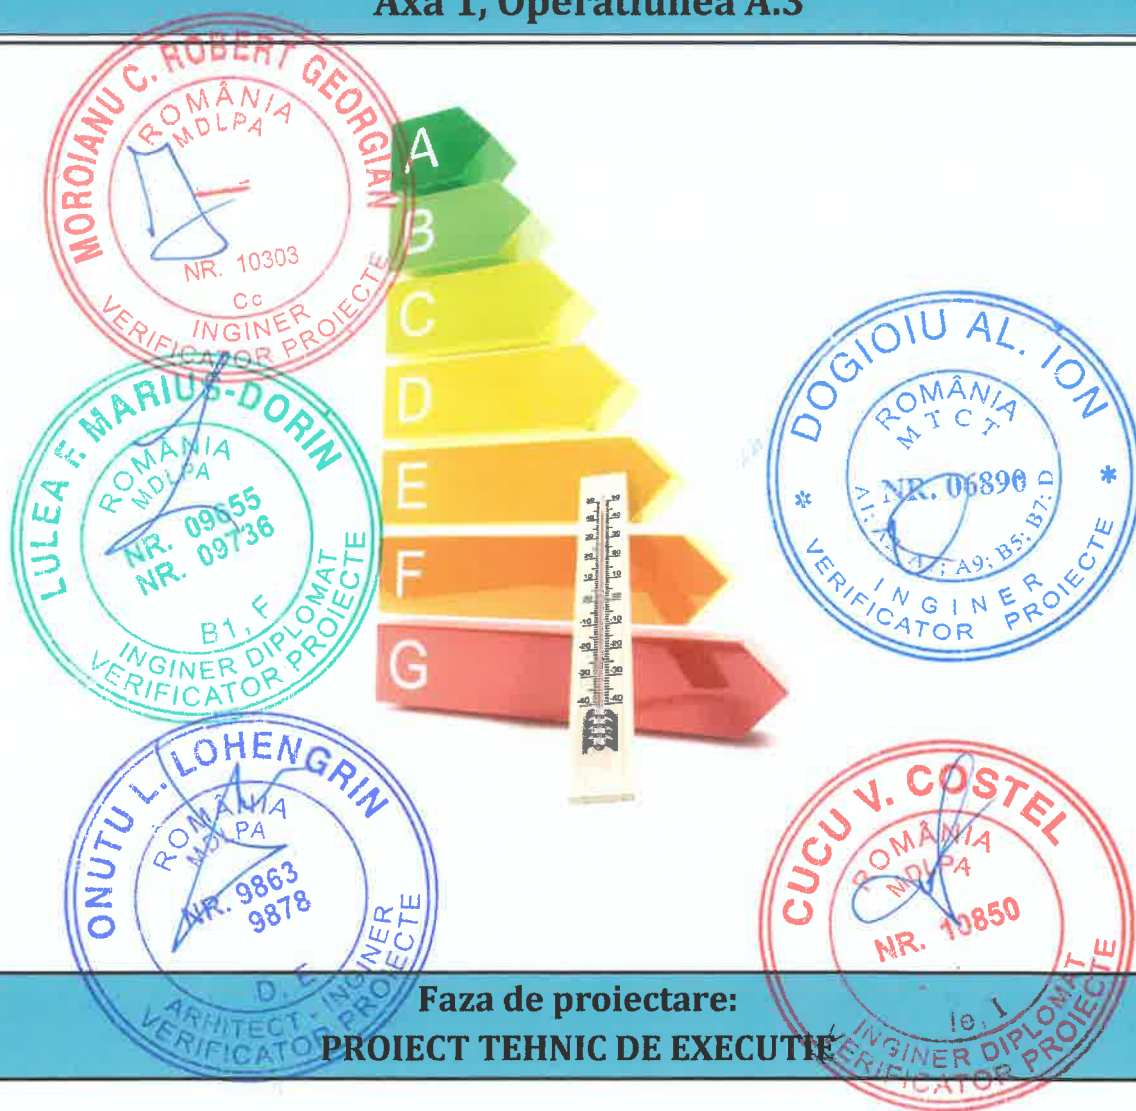 Axa 1, Operatiunea A.3
MOROIANU C. ROBERT GEORGIAN
ROMÂNIA
MDLPA
NR. 10303
Cc
INGINER
VERIFICATOR PROIECTE
A
B
C
D
E
F
G
LULEA F. MARIUS-DORIN
ROMÂNIA
MDLPA
NR. 09655
NR. 09736
B1, F
INGINER DIPLOMAT
VERIFICATOR PROIECTE
* DOGIOIU AL. ION *
ROMÂNIA
MTCT
NR. 06890
A9; B5; B7; D
INGINER
VERIFICATOR PROIECTE
ONUTU L. LOHENGRIN
ROMÂNIA
MDLPA
NR. 9863
9878
D, E
ARHITECT - INGINER
VERIFICATOR PROIECTE
CUCU V. COSTEL
ROMÂNIA
MDLPA
NR. 10850
Ie, I
INGINER DIPLOMAT
VERIFICATOR PROIECTE
Faza de proiectare:
PROIECT TEHNIC DE EXECUTIE